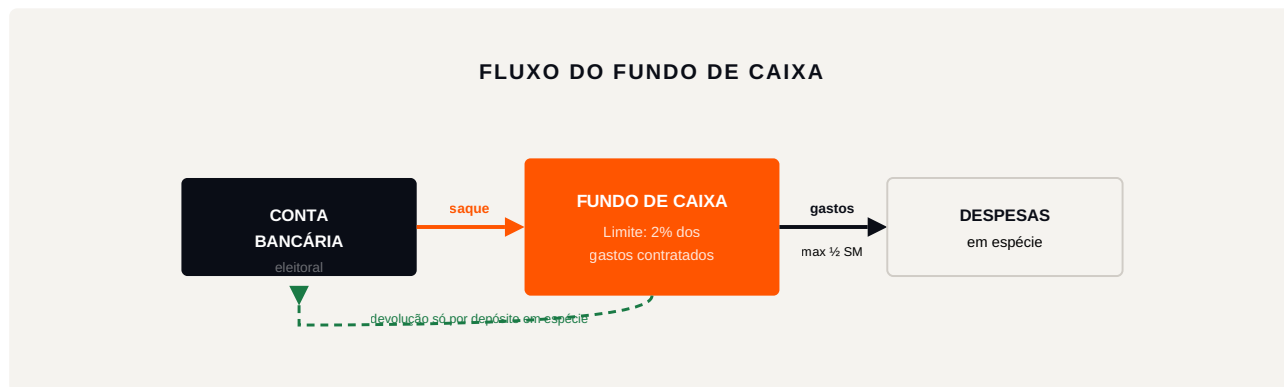 FLUXO DO FUNDO DE CAIXA
CONTA
BANCÁRIA
eleitoral
saque
FUNDO DE CAIXA
Limite: 2% dos
gastos contratados
gastos
max ½ SM
DESPESAS
em espécie
devolução só por depósito em espécie